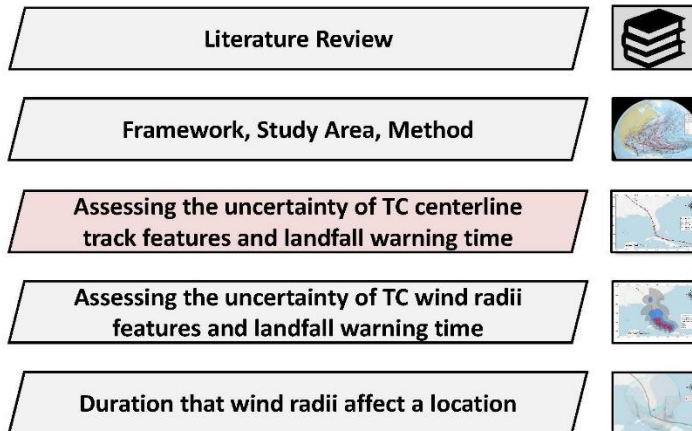 Literature Review
Framework, Study Area, Method
Assessing the uncertainty of TC centerline
track features and landfall warning time
Assessing the uncertainty of TC wind radii
features and landfall warning time
Duration that wind radii affect a location